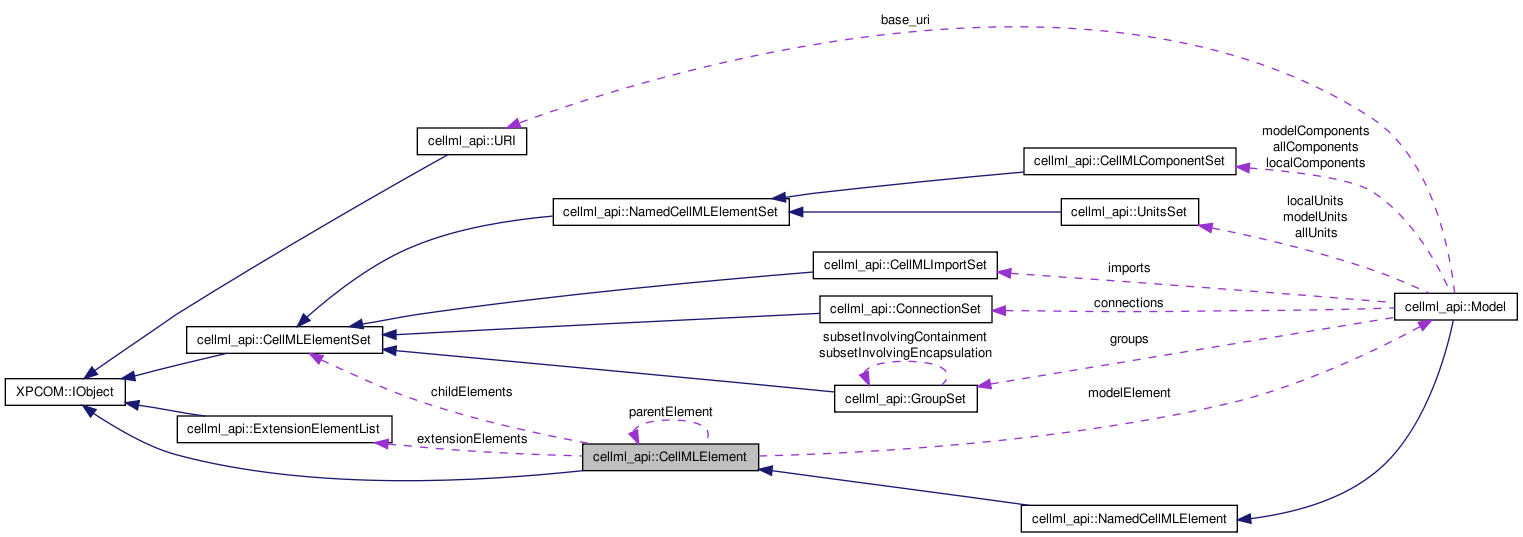 base_uri
cellml_api::URI
modelComponents
allComponents
localComponents
cellml_api::CellMLComponentSet
cellml_api::NamedCellMLElementSet
cellml_api::UnitsSet
localUnits
modelUnits
allUnits
cellml_api::CellMLImportSet
imports
cellml_api::ConnectionSet
connections
cellml_api::Model
cellml_api::CellMLElementSet
subsetInvolvingContainment
subsetInvolvingEncapsulation
groups
XPCOM::IObject
childElements
cellml_api::GroupSet
modelElement
cellml_api::ExtensionElementList
extensionElements
parentElement
cellml_api::CellMLElement
cellml_api::NamedCellMLElement